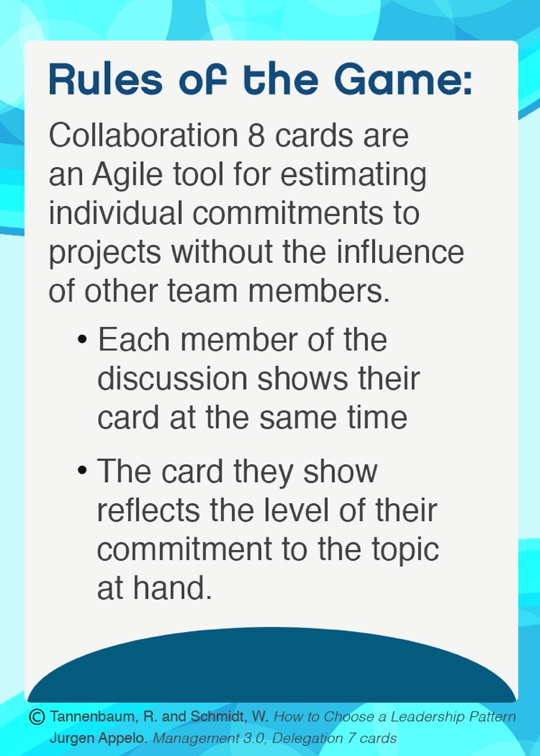 Rules of the Game:
Collaboration 8 cards are
an Agile tool for estimating
individual commitments to
projects without the influence
of other team members.
• Each member of the
discussion shows their
card at the same time
• The card they show
reflects the level of their
commitment to the topic
at hand.
© Tannenbaum, R. and Schmidt, W. How to Choose a Leadership Pattern
Jurgen Appelo. Management 3.0, Delegation 7 cards